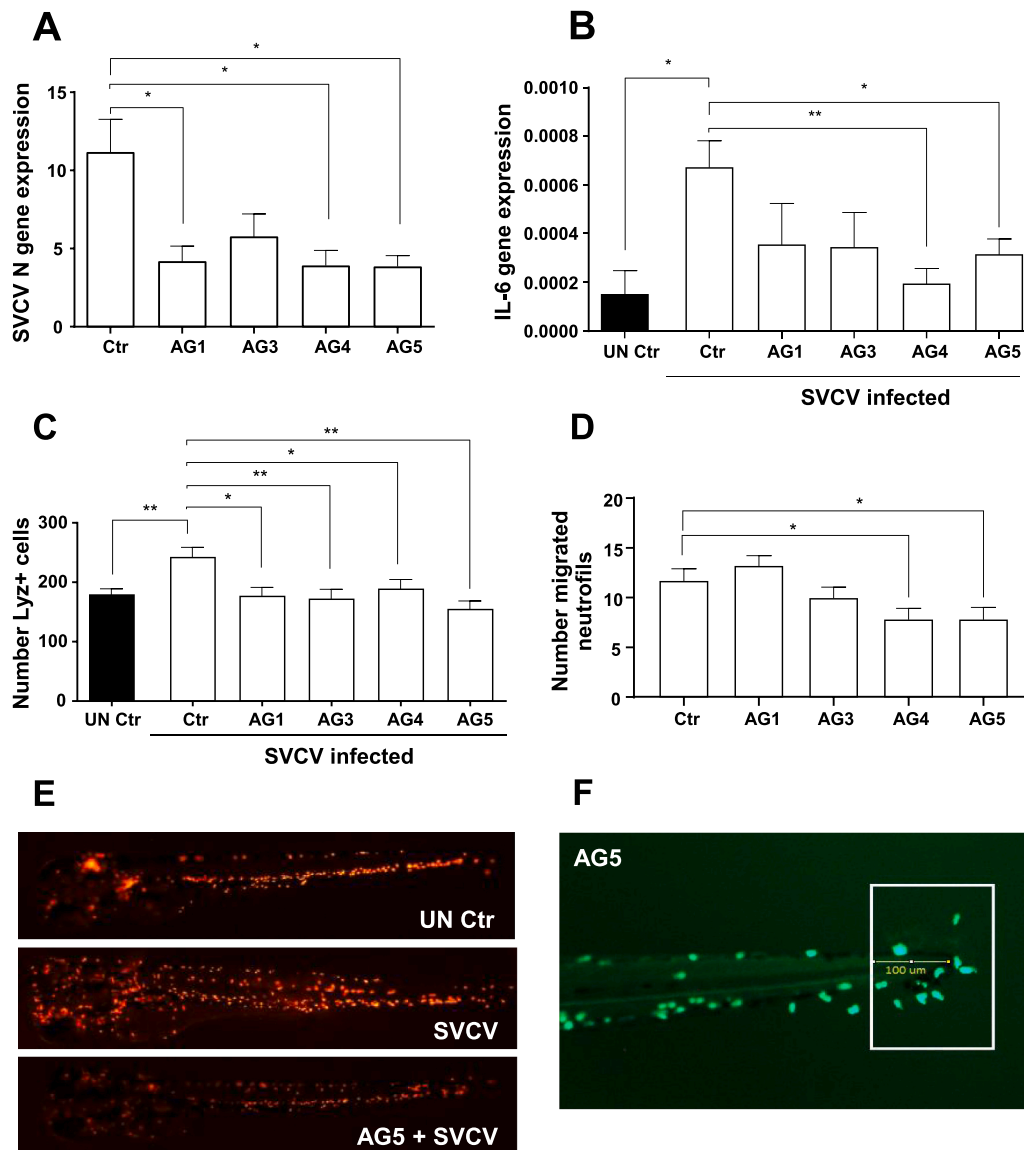 A
*
*
*
SVCV N gene expression
15
10
5
0
Ctr AG1 AG3 AG4 AG5
B
*
*
**
IL-6 gene expression
0.0010
0.0008
0.0006
0.0004
0.0002
0.0000
UN Ctr Ctr AG1 AG3 AG4 AG5
SVCV infected
C
**
*
**
*
**
Number Lyz+ cells
300
200
100
0
UN Ctr Ctr AG1 AG3 AG4 AG5
SVCV infected
D
*
*
Number migrated
neutrofils
20
15
10
5
0
Ctr AG1 AG3 AG4 AG5
E
UN Ctr
SVCV
AG5 + SVCV
F
AG5
100 um